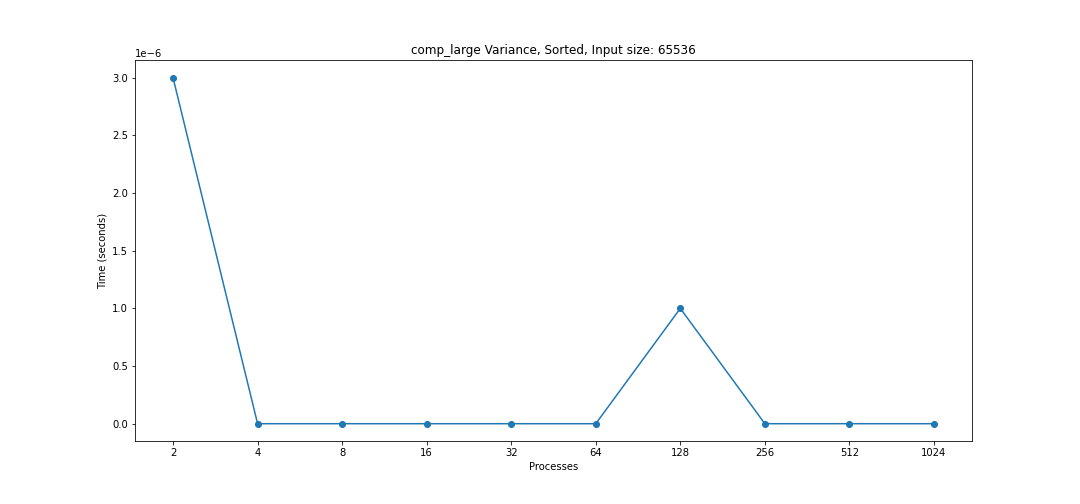 comp_large Variance, Sorted, Input size: 65536
1e−6
3.0
2.5
2.0
1.5
1.0
0.5
0.0
Time (seconds)
2 4 8 16 32 64 128 256 512 1024
Processes